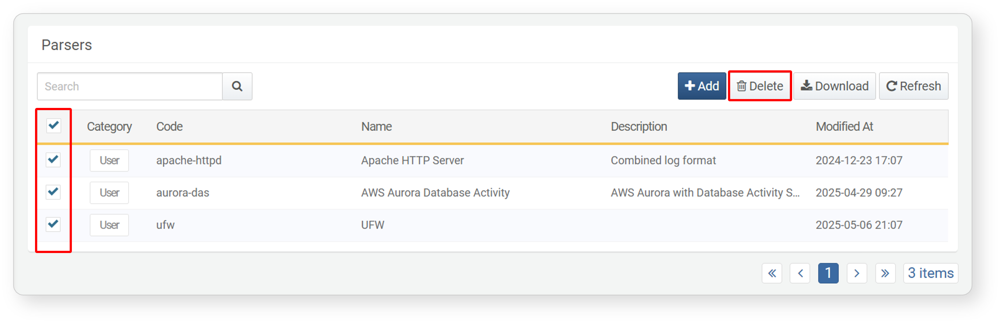 Parsers
Search Add Delete Download Refresh
Category Code Name Description Modified At
User apache-httpd Apache HTTP Server Combined log format 2024-12-23 17:07
User aurora-das AWS Aurora Database Activity AWS Aurora with Database Activity S... 2025-04-29 09:27
User ufw UFW 2025-05-06 21:07
« ‹ 1 › » 3 items